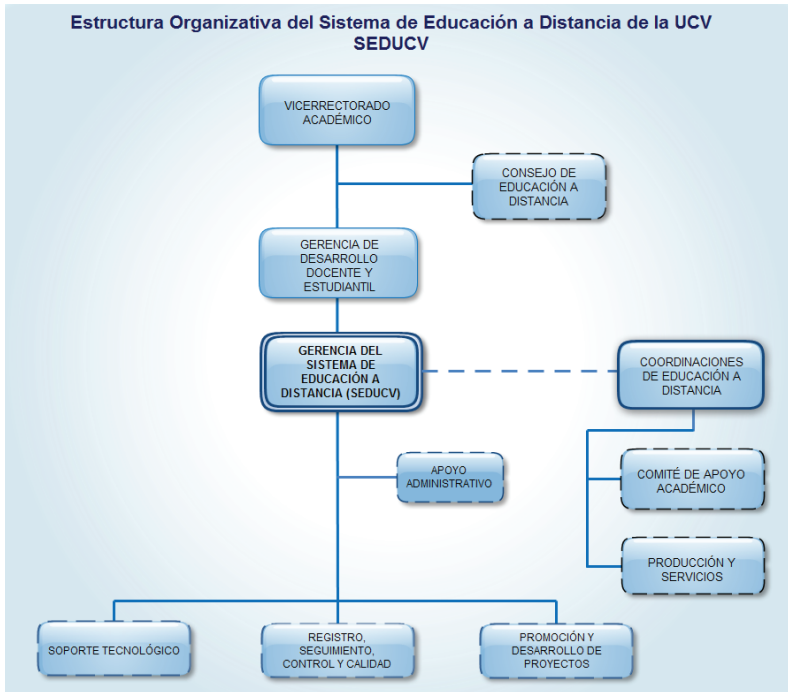 Estructura Organizativa del Sistema de Educación a Distancia de la UCV
SEDUCV
VICERRECTORADO
ACADÉMICO
CONSEJO DE
EDUCACIÓN A
DISTANCIA
GERENCIA DE
DESARROLLO
DOCENTE Y
ESTUDIANTIL
GERENCIA DEL
SISTEMA DE
EDUCACIÓN A
DISTANCIA (SEDUCV)
COORDINACIONES
DE EDUCACIÓN A
DISTANCIA
APOYO
ADMINISTRATIVO
COMITÉ DE APOYO
ACADÉMICO
PRODUCCIÓN Y
SERVICIOS
SOPORTE TECNOLÓGICO
REGISTRO,
SEGUIMIENTO,
CONTROL Y CALIDAD
PROMOCIÓN Y
DESARROLLO DE
PROYECTOS